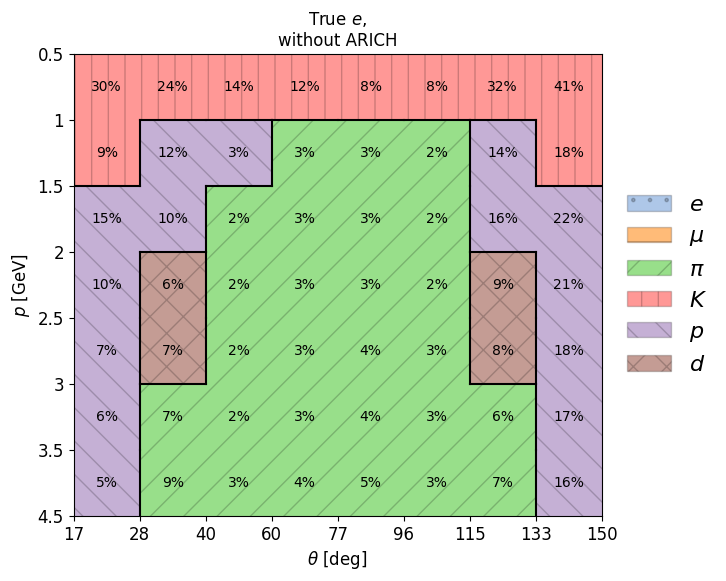 True e,
without ARICH
0.5
30% 24% 14% 12% 8% 8% 32% 41%
1
9% 12% 3% 3% 3% 2% 14% 18%
1.5
15% 10% 2% 3% 3% 2% 16% 22%
2
10% 6% 2% 3% 3% 2% 9% 21%
2.5
7% 7% 2% 3% 4% 3% 8% 18%
3
6% 7% 2% 3% 4% 3% 6% 17%
3.5
4
5% 9% 3% 4% 5% 3% 7% 16%
4.5
p [GeV]
17 28 40 60 77 96 115 133 150
θ [deg]
e
μ
π
K
p
d